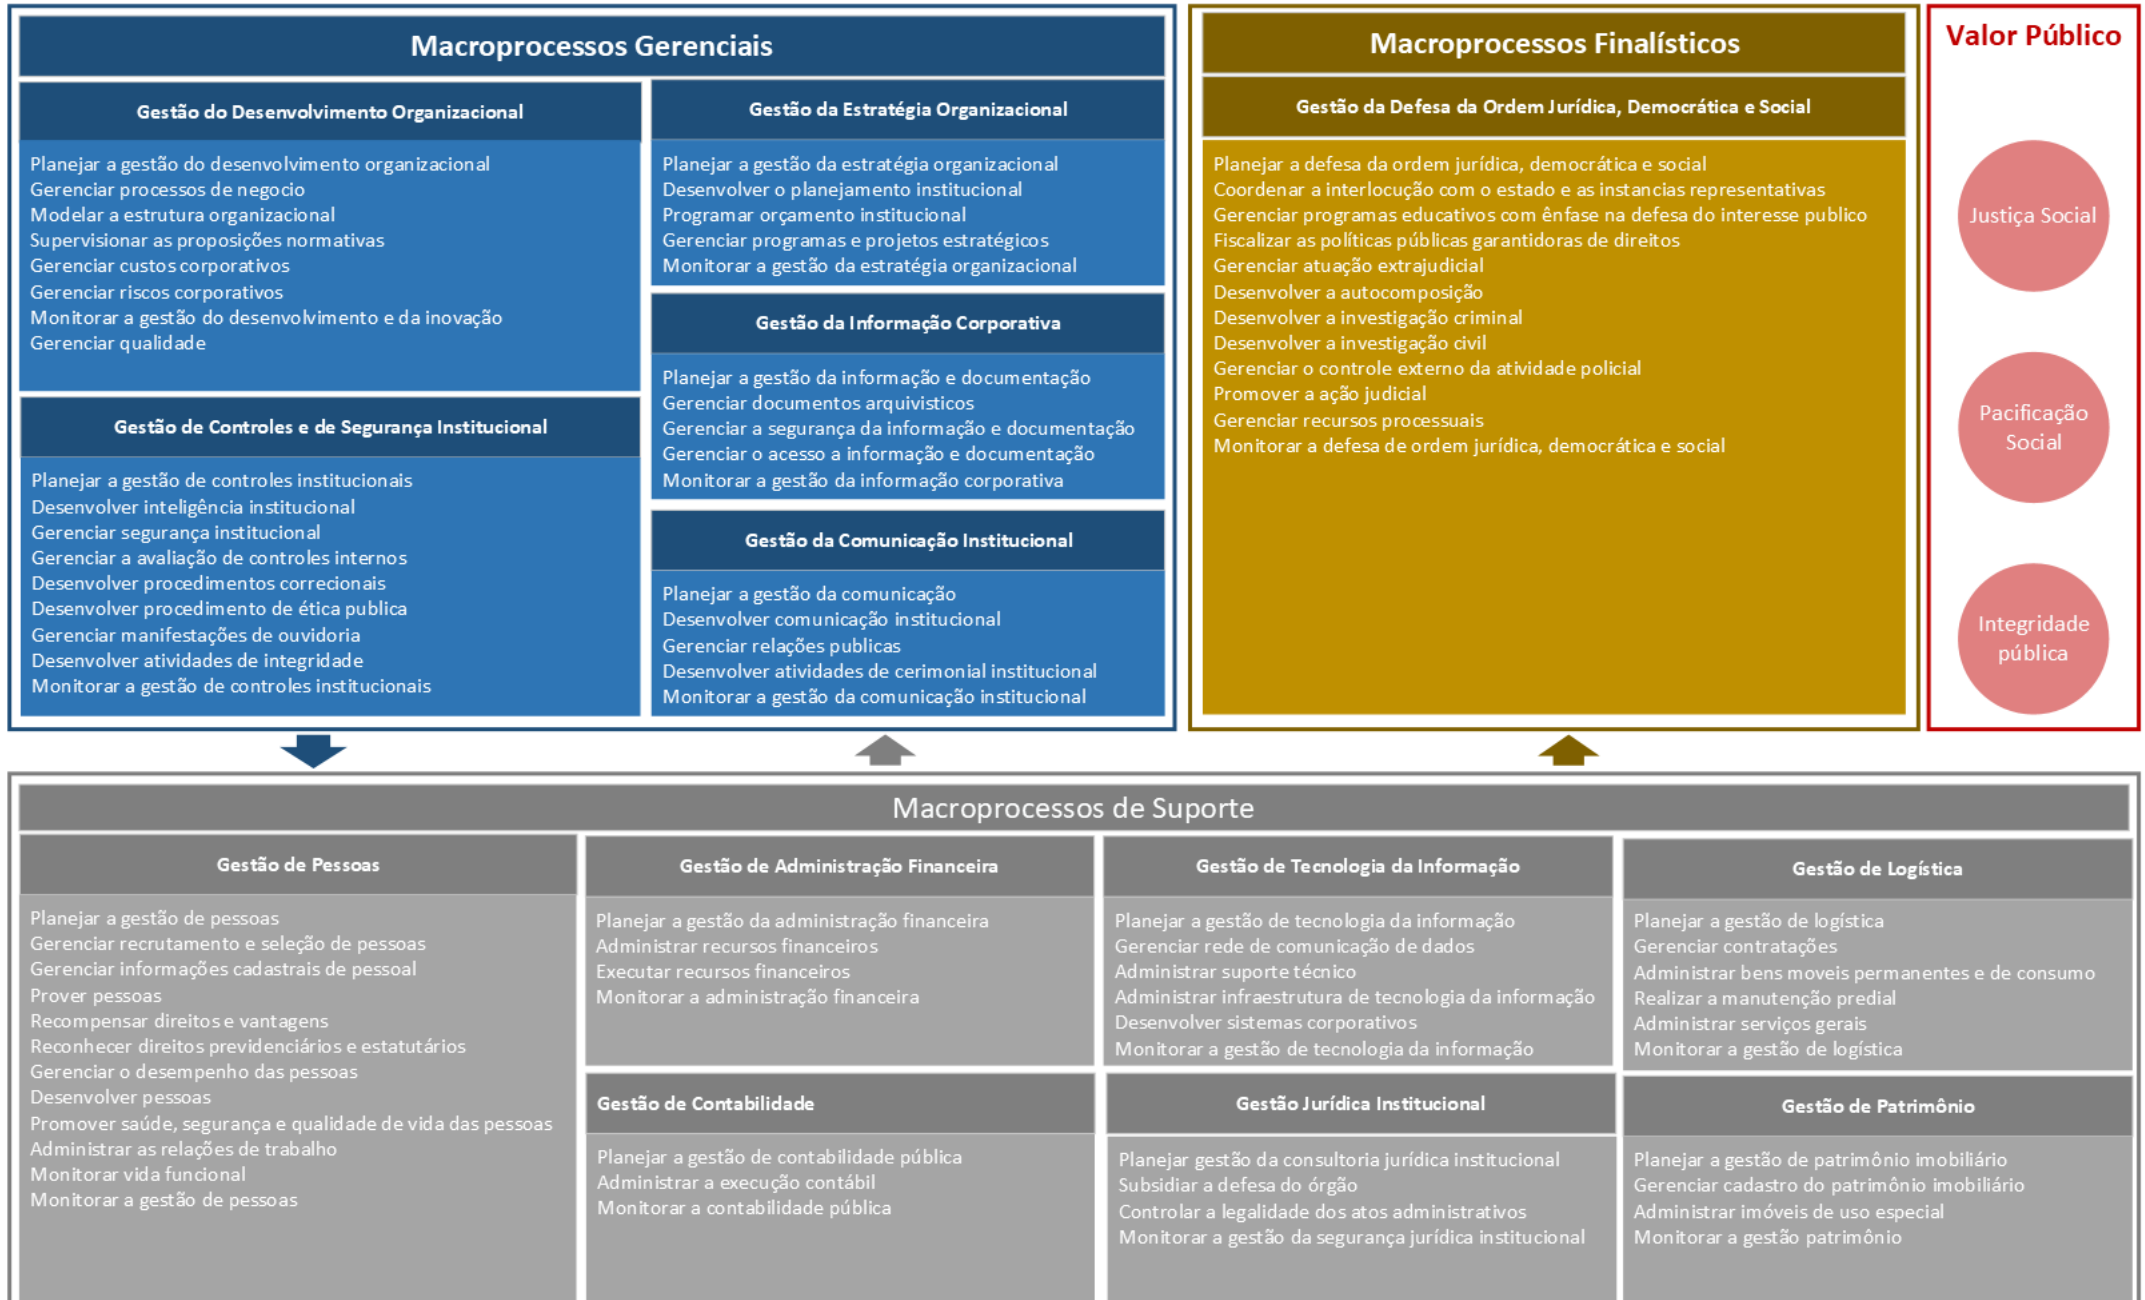 Macroprocessos Gerenciais
Gestão do Desenvolvimento Organizacional
Planejar a gestão do desenvolvimento organizacional
Gerenciar processos de negocio
Modelar a estrutura organizacional
Supervisionar as proposições normativas
Gerenciar custos corporativos
Gerenciar riscos corporativos
Monitorar a gestão do desenvolvimento e da inovação
Gerenciar qualidade
Gestão de Controles e de Segurança Institucional
Planejar a gestão de controles institucionais
Desenvolver inteligência institucional
Gerenciar segurança institucional
Gerenciar a avaliação de controles internos
Desenvolver procedimentos correcionais
Desenvolver procedimento de ética publica
Gerenciar manifestações de ouvidoria
Desenvolver atividades de integridade
Monitorar a gestão de controles institucionais
Gestão da Estratégia Organizacional
Planejar a gestão da estratégia organizacional
Desenvolver o planejamento institucional
Programar orçamento institucional
Gerenciar programas e projetos estratégicos
Monitorar a gestão da estratégia organizacional
Gestão da Informação Corporativa
Planejar a gestão da informação e documentação
Gerenciar documentos arquivisticos
Gerenciar a segurança da informação e documentação
Gerenciar o acesso a informação e documentação
Monitorar a gestão da informação corporativa
Gestão da Comunicação Institucional
Planejar a gestão da comunicação
Desenvolver comunicação institucional
Gerenciar relações publicas
Desenvolver atividades de cerimonial institucional
Monitorar a gestão da comunicação institucional
Macroprocessos Finalísticos
Gestão da Defesa da Ordem Jurídica, Democrática e Social
Planejar a defesa da ordem jurídica, democrática e social
Coordenar a interlocução com o estado e as instancias representativas
Gerenciar programas educativos com ênfase na defesa do interesse publico
Fiscalizar as políticas públicas garantidoras de direitos
Gerenciar atuação extrajudicial
Desenvolver a autocomposição
Desenvolver a investigação criminal
Desenvolver a investigação civil
Gerenciar o controle externo da atividade policial
Promover a ação judicial
Gerenciar recursos processuais
Monitorar a defesa de ordem jurídica, democrática e social
Valor Público
Justiça Social
Pacificação
Social
Integridade
pública
Macroprocessos de Suporte
Gestão de Pessoas
Planejar a gestão de pessoas
Gerenciar recrutamento e seleção de pessoas
Gerenciar informações cadastrais de pessoal
Prover pessoas
Recompensar direitos e vantagens
Reconhecer direitos previdenciários e estatutários
Gerenciar o desempenho das pessoas
Desenvolver pessoas
Promover saúde, segurança e qualidade de vida das pessoas
Administrar as relações de trabalho
Monitorar vida funcional
Monitorar a gestão de pessoas
Gestão de Administração Financeira
Planejar a gestão da administração financeira
Administrar recursos financeiros
Executar recursos financeiros
Monitorar a administração financeira
Gestão de Contabilidade
Planejar a gestão de contabilidade pública
Administrar a execução contábil
Monitorar a contabilidade pública
Gestão de Tecnologia da Informação
Planejar a gestão de tecnologia da informação
Gerenciar rede de comunicação de dados
Administrar suporte técnico
Administrar infraestrutura de tecnologia da informação
Desenvolver sistemas corporativos
Monitorar a gestão de tecnologia da informação
Gestão Jurídica Institucional
Planejar gestão da consultoria jurídica institucional
Subsidiar a defesa do órgão
Controlar a legalidade dos atos administrativos
Monitorar a gestão da segurança jurídica institucional
Gestão de Logística
Planejar a gestão de logística
Gerenciar contratações
Administrar bens moveis permanentes e de consumo
Realizar a manutenção predial
Administrar serviços gerais
Monitorar a gestão de logística
Gestão de Patrimônio
Planejar a gestão de patrimônio imobiliário
Gerenciar cadastro do patrimônio imobiliário
Administrar imóveis de uso especial
Monitorar a gestão patrimônio